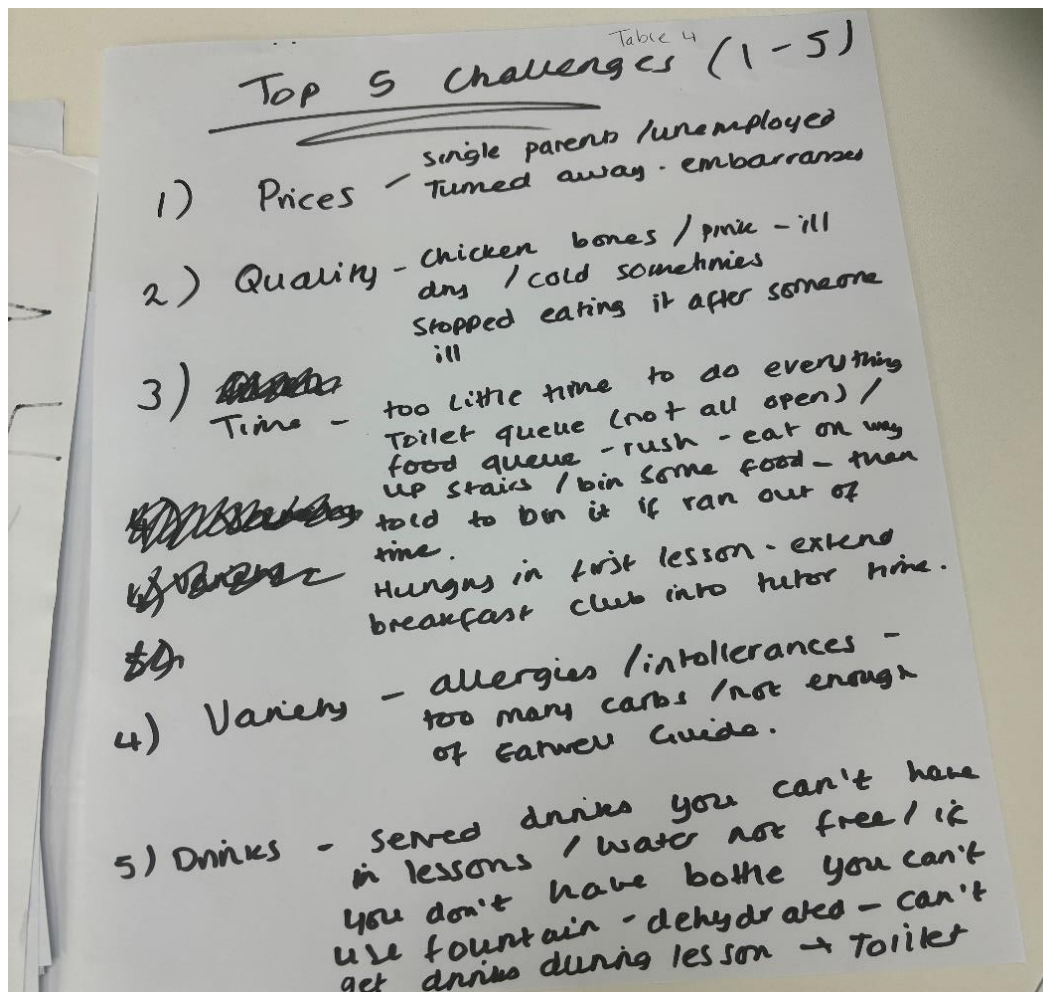 Table 4
Top 5 Challenges (1-5)
1) Prices - single parents / unemployed
Turned away. embarrasses
2) Quality - chicken bones / pink - ill
dry / cold sometimes
stopped eating it after someone
ill
3)
Time - too little time to do everything
Toilet queue (not all open) /
food queue - rush - eat on way
up stairs / bin some food - then
told to bin it if ran out of
time.
4) Variety -
Hungry in first lesson - extend
breakfast club into tutor time.
4) Variety - allergies / intollerances -
too many carbs / not enough
of Eatwell Guide.
5) Drinks - served drinks you can't have
in lessons / water not free / if
you don't have bottle you can't
use fountain - dehydrated - can't
get drinks during lesson → Toilet